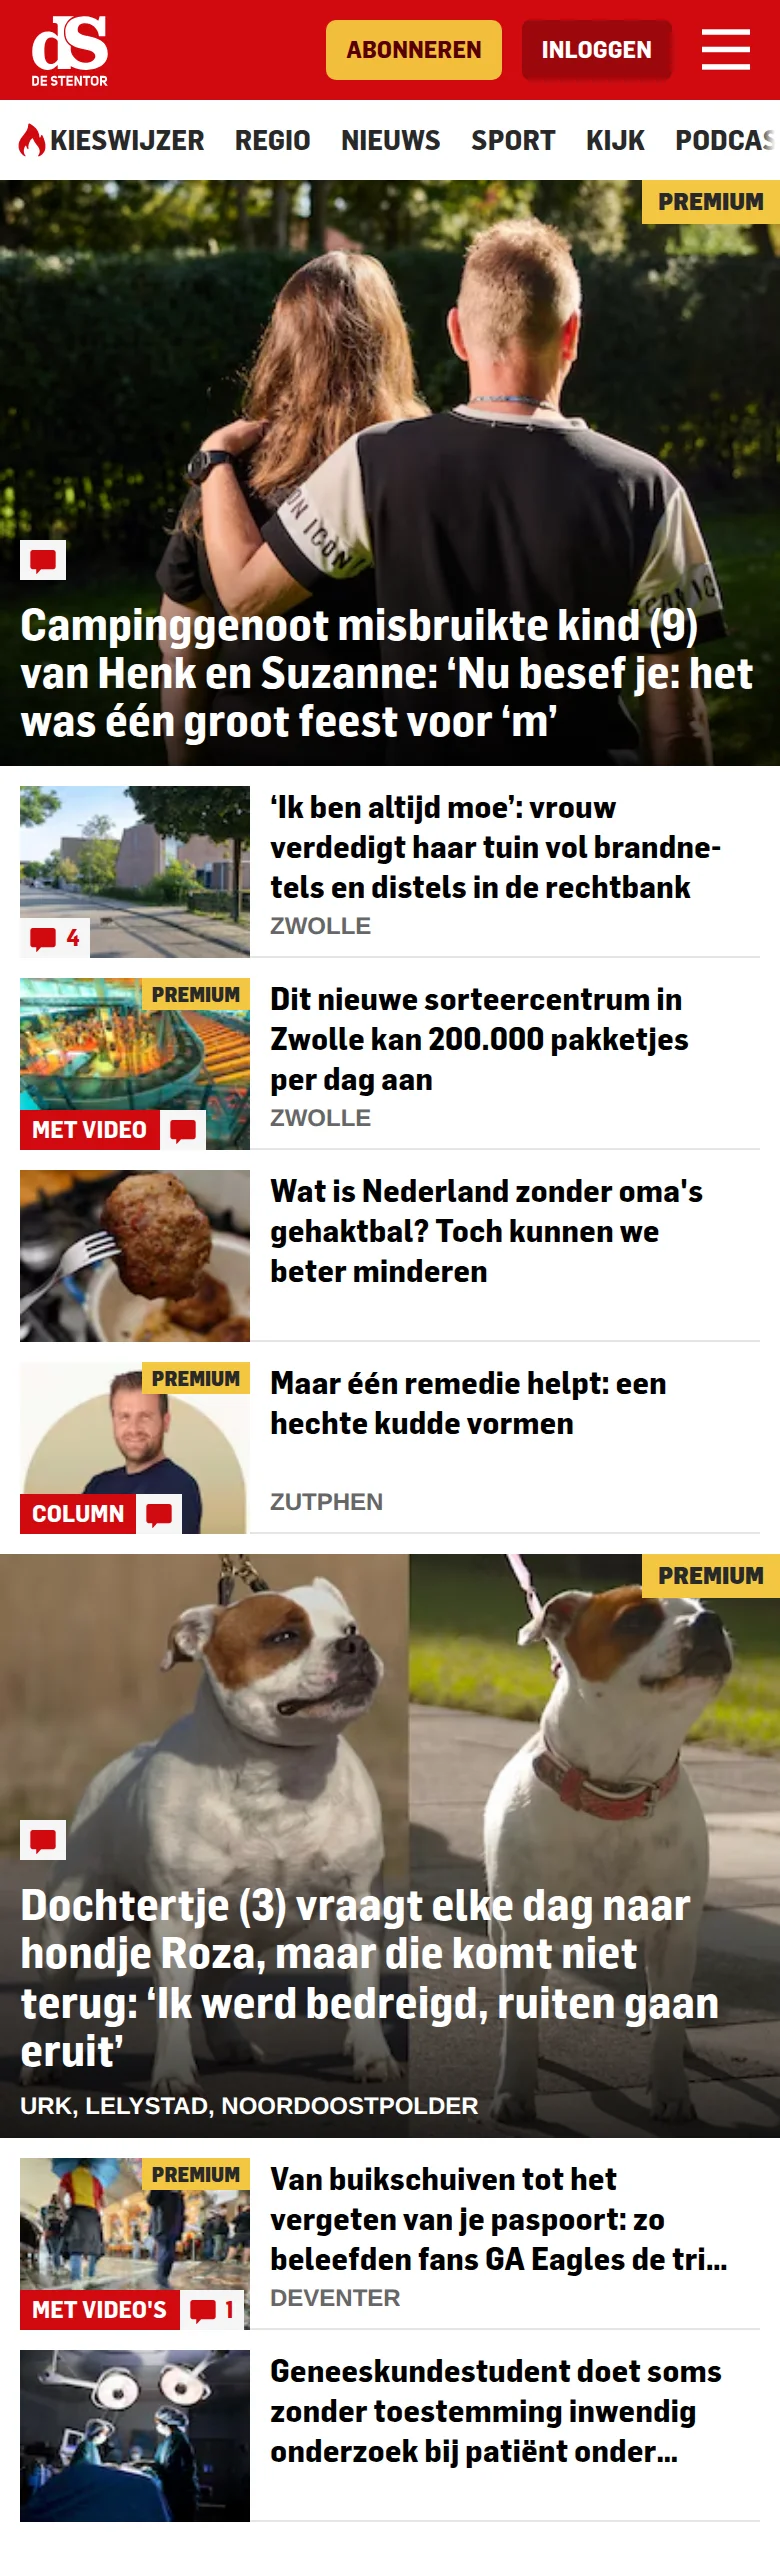 dS
DE STENTOR
ABONNEREN
INLOGGEN
KIESWIJZER REGIO NIEUWS SPORT KIJK PODCAS
PREMIUM
ON ICON!
ICON IC
Campinggenoot misbruikte kind (9)
van Henk en Suzanne: ‘Nu besef je: het
was één groot feest voor ‘m’
‘Ik ben altijd moe’: vrouw
verdedigt haar tuin vol brandne-
tels en distels in de rechtbank
ZWOLLE
4
PREMIUM
Dit nieuwe sorteercentrum in
Zwolle kan 200.000 pakketjes
per dag aan
ZWOLLE
MET VIDEO
Wat is Nederland zonder oma's
gehaktbal? Toch kunnen we
beter minderen
PREMIUM
Maar één remedie helpt: een
hechte kudde vormen
ZUTPHEN
COLUMN
PREMIUM
Dochtertje (3) vraagt elke dag naar
hondje Roza, maar die komt niet
terug: ‘Ik werd bedreigd, ruiten gaan
eruit’
URK, LELYSTAD, NOORDOOSTPOLDER
PREMIUM
Van buikschuiven tot het
vergeten van je paspoort: zo
beleefden fans GA Eagles de tri...
DEVENTER
MET VIDEO'S
1
Geneeskundestudent doet soms
zonder toestemming inwendig
onderzoek bij patiënt onder...